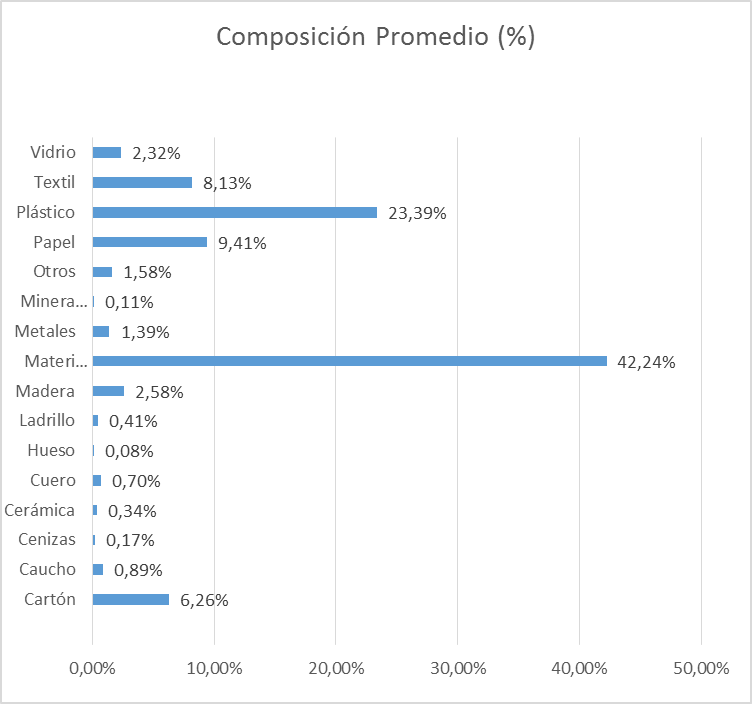 Composición Promedio (%)
Vidrio 2,32%
Textil 8,13%
Plástico 23,39%
Papel 9,41%
Otros 1,58%
Minera... 0,11%
Metales 1,39%
Materi... 42,24%
Madera 2,58%
Ladrillo 0,41%
Hueso 0,08%
Cuero 0,70%
Cerámica 0,34%
Cenizas 0,17%
Caucho 0,89%
Cartón 6,26%
0,00% 10,00% 20,00% 30,00% 40,00% 50,00%